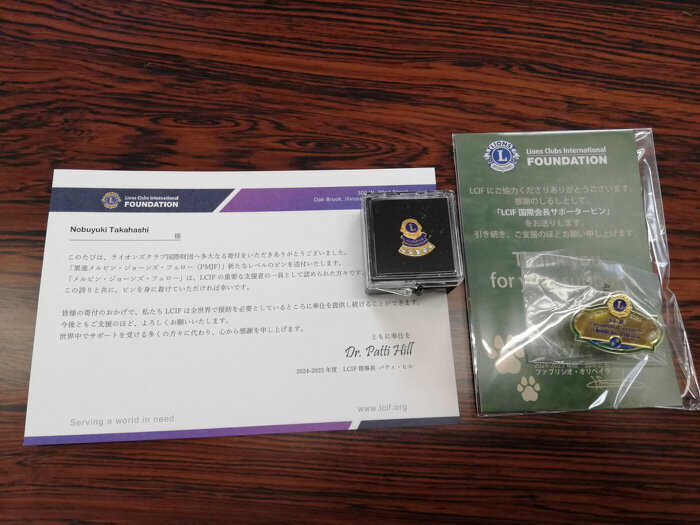 Lions Clubs International
FOUNDATION
Oak Brook, Illinois
Nobuyuki Takahashi
様
このたびは、ライオンズクラブ国際財団へ多大なる寄付をいただきありがとうございました。
「累進メルビン・ジョーンズ・フェロー（PMJF）」新たなレベルのピンを送付いたします。
「メルビン・ジョーンズ・フェロー」は、LCIF の重要な支援者の一員として認められた方々です。
この誇りと共に、ピンを身に着けていただければ幸いです。
皆様の寄付のおかげで、私たち LCIF は全世界で援助を必要としているところに奉仕を提供し続けることができます。
今後ともご支援のほど、よろしくお願いいたします。
世界中でサポートを受ける多くの方々に代わり、心から感謝を申し上げます。
ともに奉仕を
Dr. Patti Hill
2024-2025 年度 LCIF 理事長 パティ・ヒル
Serving a world in need.
www.lcif.org
LIONS
L
Lions Clubs International
FOUNDATION
LCIF にご協力くださりありがとうございます。
感謝のしるしとして、
「LCIF 国際会長サポーターピン」
をお送りします。
引き続き、ご支援のほどお願い申し上げます。
for
2024-2025
ファブリシオ・オリベイラ